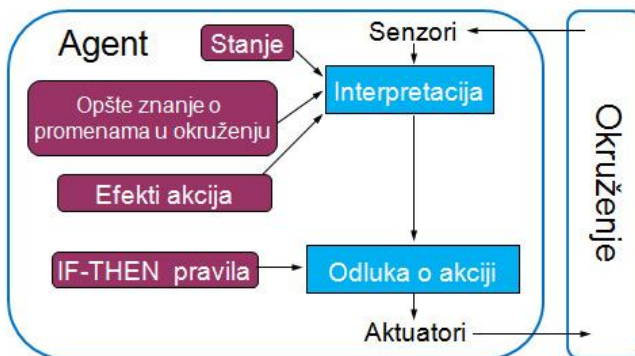 Agent
Stanje
Senzori
Opšte znanje o
promenama u okruženju
Interpretacija
Efekti akcija
IF-THEN pravila
Odluka o akciji
Aktuatori
Okruženje